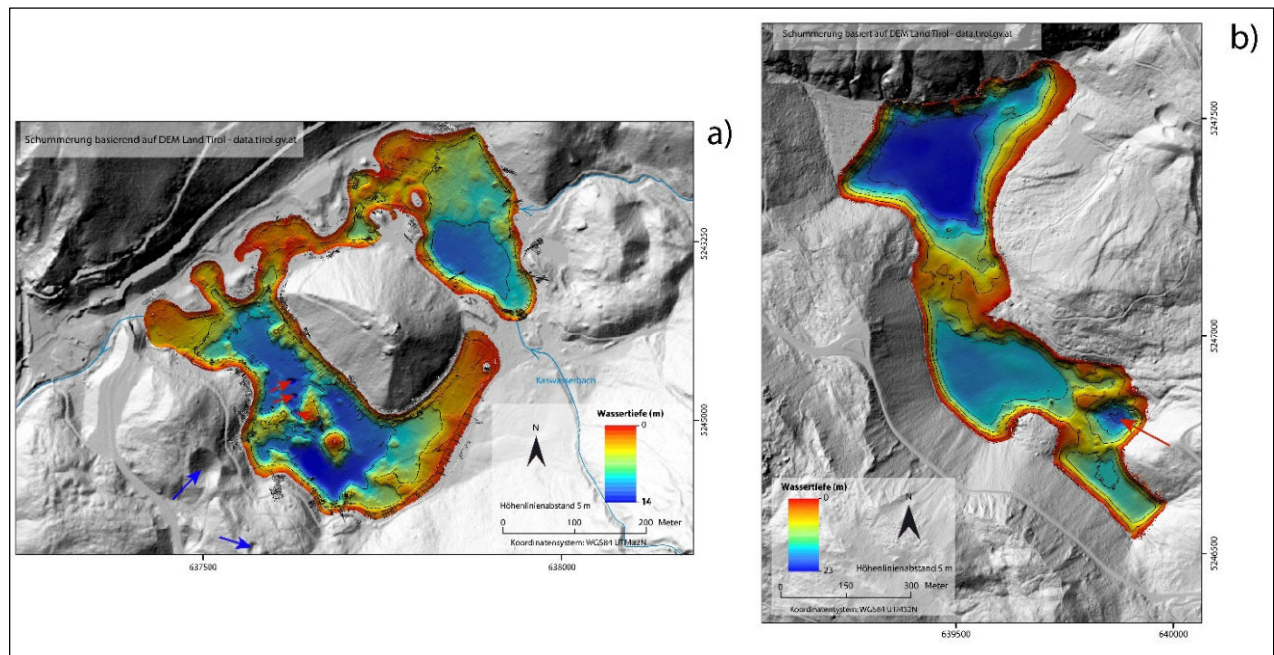 a)
Schummerung basierend auf DEM Land Tirol - data.tirol.gv.at
Kaswasserbach
5245250
5245000
Wassertiefe (m)
0
14
N
Höhenlinienabstand 5 m
0 100 200 Meter
Koordinatensystem: WGS84 UTM32N
637500 638000
b)
Schummerung basiert auf DEM Land Tirol - data.tirol.gv.at
5247500
5247000
5246500
Wassertiefe (m)
0
23
N
Höhenlinienabstand 5 m
0 150 300 Meter
Koordinatensystem: WGS84 UTM32N
639500 640000